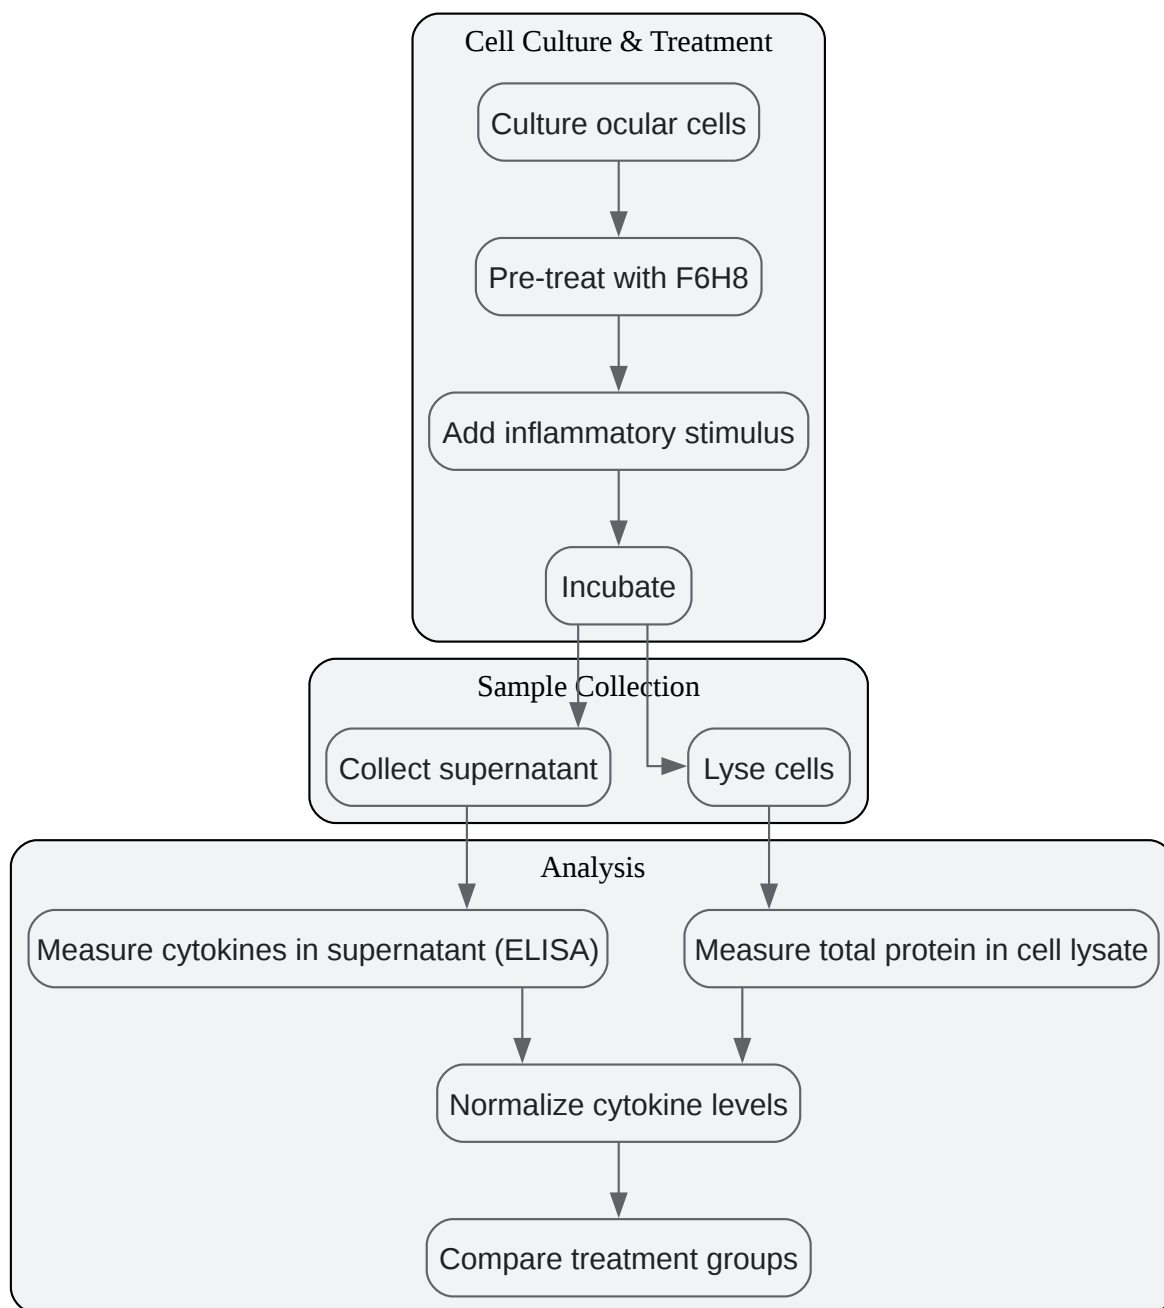 Cell Culture & Treatment
Culture ocular cells
Pre-treat with F6H8
Add inflammatory stimulus
Incubate
Sample Collection
Collect supernatant
Lyse cells
Analysis
Measure cytokines in supernatant (ELISA)
Measure total protein in cell lysate
Normalize cytokine levels
Compare treatment groups